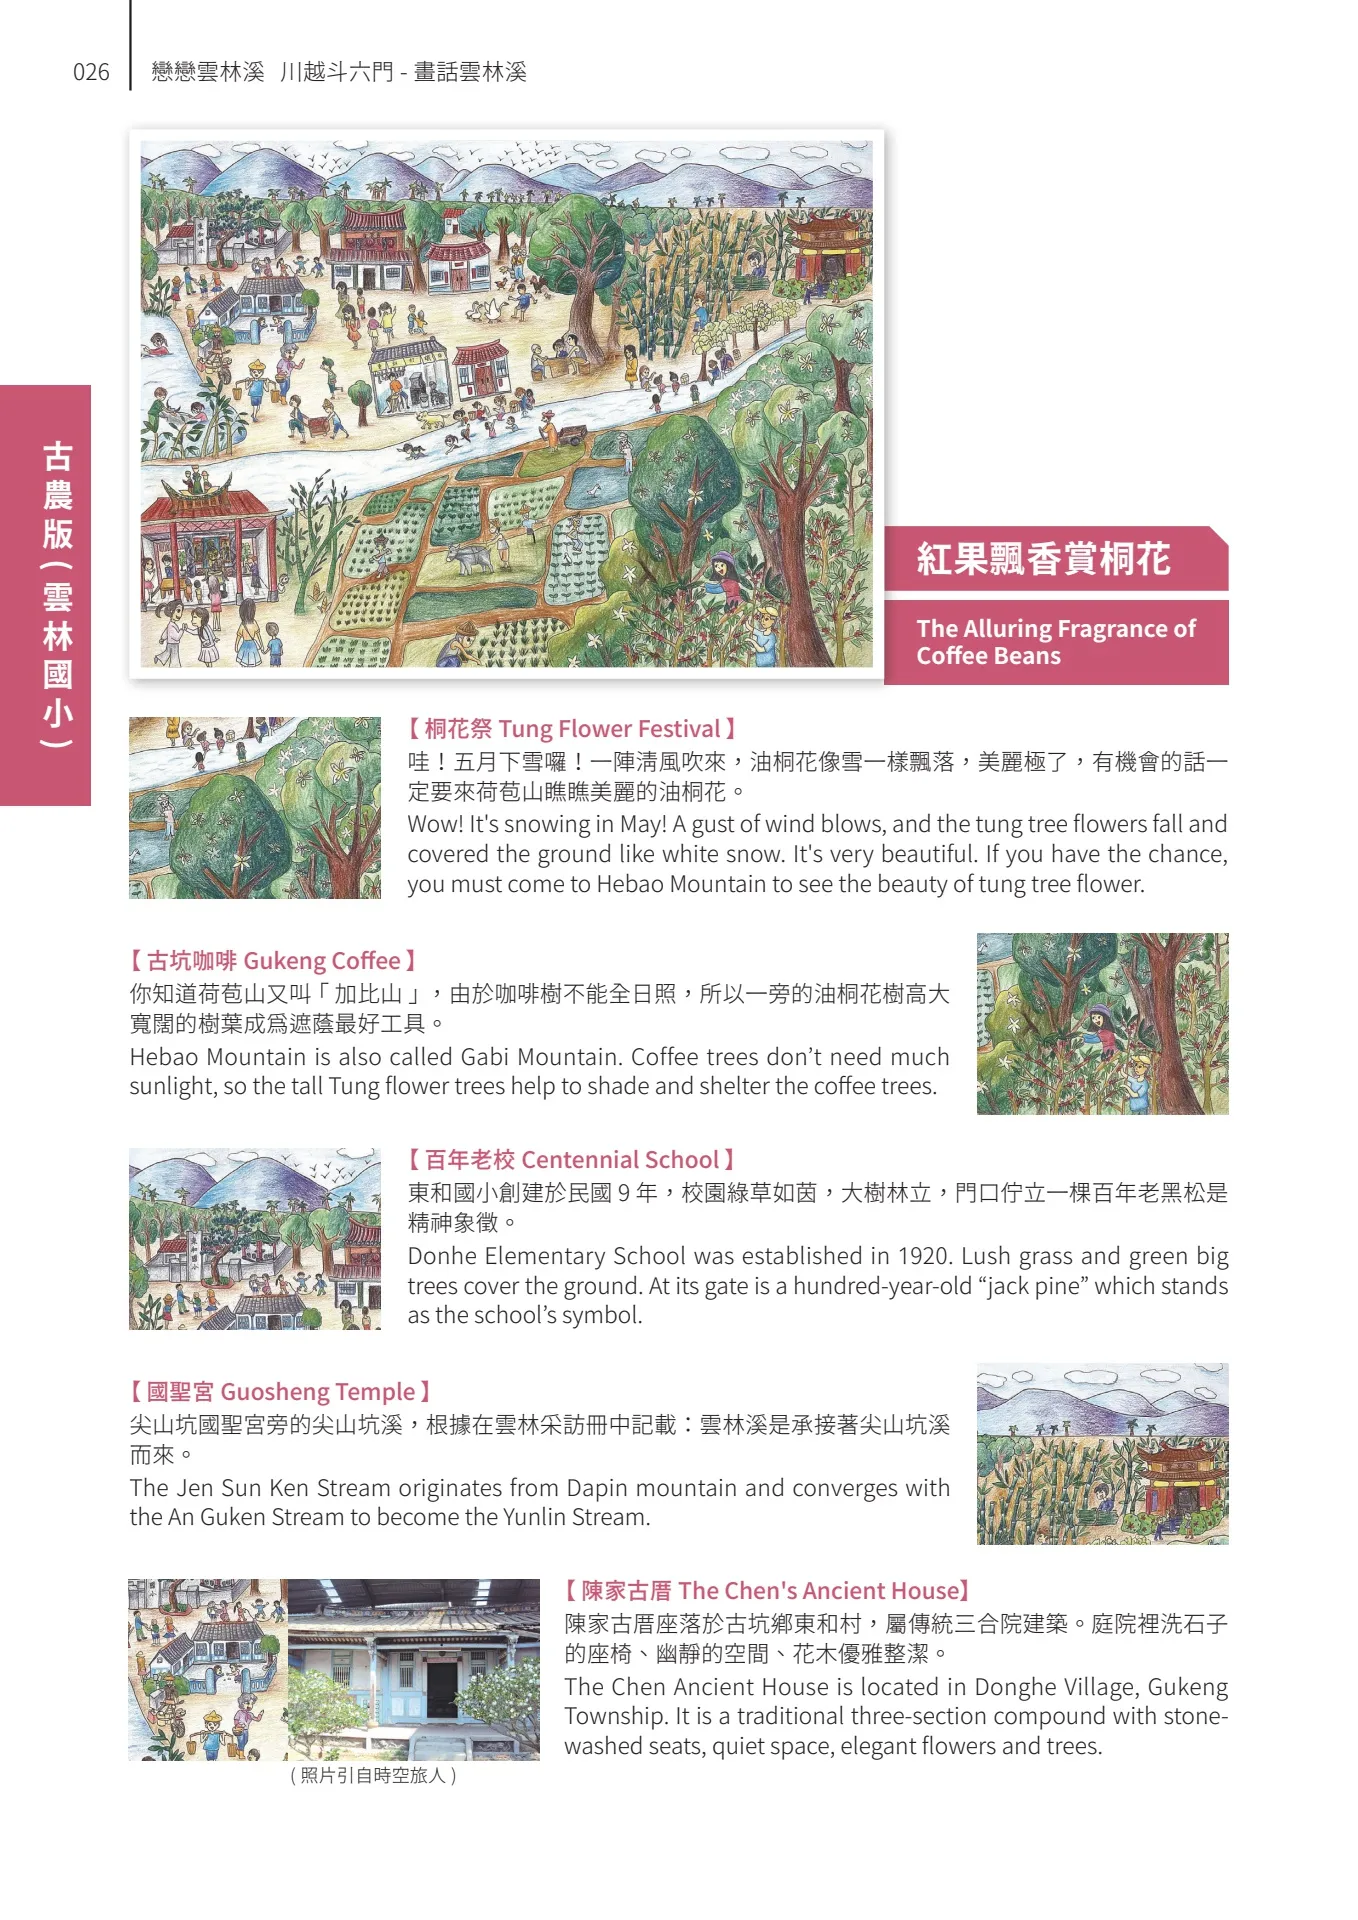 026
戀戀雲林溪 川越斗六門 - 畫話雲林溪
古農版(雲林國小)
東和國小
紅果飄香賞桐花
The Alluring Fragrance of
Coffee Beans
【 桐花祭 Tung Flower Festival 】
哇！五月下雪囉！一陣清風吹來，油桐花像雪一樣飄落，美麗極了，有機會的話一
定要來荷苞山瞧瞧美麗的油桐花。
Wow! It's snowing in May! A gust of wind blows, and the tung tree flowers fall and
covered the ground like white snow. It's very beautiful. If you have the chance,
you must come to Hebao Mountain to see the beauty of tung tree flower.
【 古坑咖啡 Gukeng Coffee 】
你知道荷苞山又叫「 加比山 」，由於咖啡樹不能全日照，所以一旁的油桐花樹高大
寬闊的樹葉成為遮蔭最好工具。
Hebao Mountain is also called Gabi Mountain. Coffee trees don’t need much
sunlight, so the tall Tung flower trees help to shade and shelter the coffee trees.
【 百年老校 Centennial School 】
東和國小創建於民國 9 年，校園綠草如茵，大樹林立，門口佇立一棵百年老黑松是
精神象徵。
Donhe Elementary School was established in 1920. Lush grass and green big
trees cover the ground. At its gate is a hundred-year-old “jack pine” which stands
as the school’s symbol.
【 國聖宮 Guosheng Temple 】
尖山坑國聖宮旁的尖山坑溪，根據在雲林采訪冊中記載：雲林溪是承接著尖山坑溪
而來。
The Jen Sun Ken Stream originates from Dapin mountain and converges with
the An Guken Stream to become the Yunlin Stream.
【 陳家古厝 The Chen's Ancient House】
陳家古厝座落於古坑鄉東和村，屬傳統三合院建築。庭院裡洗石子
的座椅、幽靜的空間、花木優雅整潔。
The Chen Ancient House is located in Donghe Village, Gukeng
Township. It is a traditional three-section compound with stone-
washed seats, quiet space, elegant flowers and trees.
( 照片引自時空旅人 )